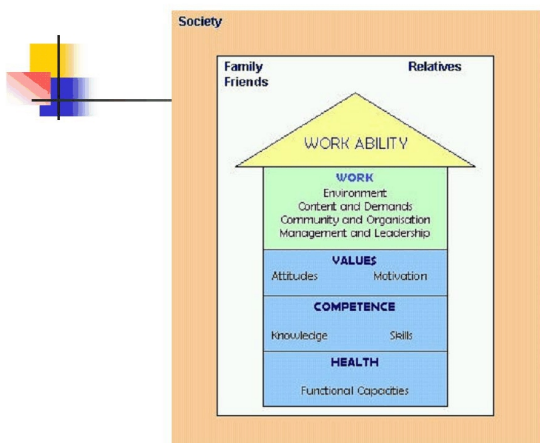 Society
Family Relatives
Friends
WORK ABILITY
WORK
Environment
Content and Demands
Community and Organisation
Management and Leadership
VALUES
Attitudes Motivation
COMPETENCE
Knowledge Skills
HEALTH
Functional Capacities